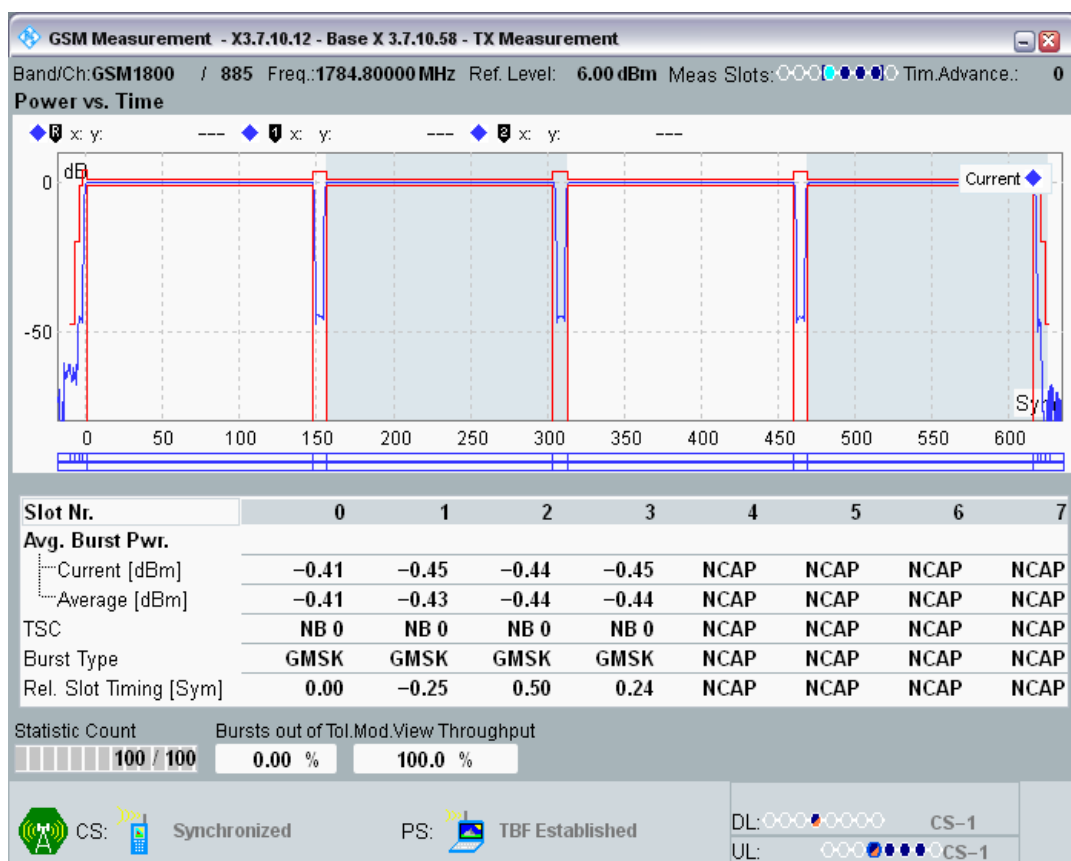 GSM Measurement - X3.7.10.12 - Base X 3.7.10.58 - TX Measurement
Band/Ch:GSM1800 / 885 Freq.:1784.80000 MHz Ref. Level: 6.00 dBm Meas Slots: Tim.Advance.: 0
Power vs. Time
R x: y: --- 1 x: y: --- 2 x: y: ---
dB
0
Current
-50
Sym
0 50 100 150 200 250 300 350 400 450 500 550 600
Slot Nr. 0 1 2 3 4 5 6 7
Avg. Burst Pwr.
Current [dBm] −0.41 −0.45 −0.44 −0.45 NCAP NCAP NCAP NCAP
Average [dBm] −0.41 −0.43 −0.44 −0.44 NCAP NCAP NCAP NCAP
TSC NB 0 NB 0 NB 0 NB 0 NCAP NCAP NCAP NCAP
Burst Type GMSK GMSK GMSK GMSK NCAP NCAP NCAP NCAP
Rel. Slot Timing [Sym] 0.00 −0.25 0.50 0.24 NCAP NCAP NCAP NCAP
Statistic Count Bursts out of Tol. Mod.View Throughput
100 / 100 0.00 % 100.0 %
CS: Synchronized PS: TBF Established
DL: CS−1
UL: CS−1